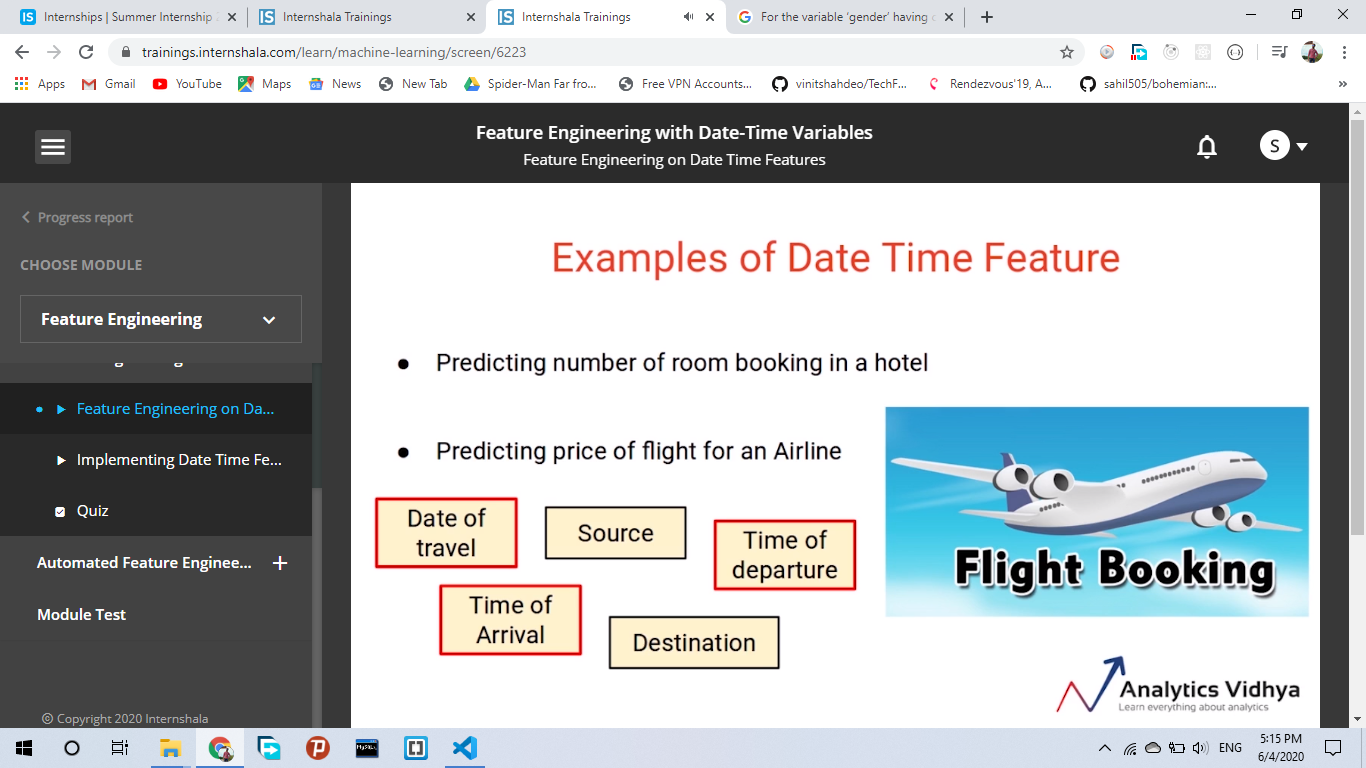 Internships | Summer Internship
Internshala Trainings
Internshala Trainings
For the variable ‘gender’ having
trainings.internshala.com/learn/machine-learning/screen/6223
Apps
Gmail
YouTube
Maps
News
New Tab
Spider-Man Far fro...
Free VPN Accounts...
vinitshahdeo/TechF...
Rendezvous'19, A...
sahil505/bohemian:...
Feature Engineering with Date-Time Variables
Feature Engineering on Date Time Features
S
Progress report
CHOOSE MODULE
Feature Engineering
Feature Engineering on Da...
Implementing Date Time Fe...
Quiz
Automated Feature Enginee...
Module Test
© Copyright 2020 Internshala
Examples of Date Time Feature
Predicting number of room booking in a hotel
Predicting price of flight for an Airline
Date of
travel
Source
Time of
departure
Time of
Arrival
Destination
Flight Booking
Analytics Vidhya
Learn everything about analytics
ENG
5:15 PM
6/4/2020